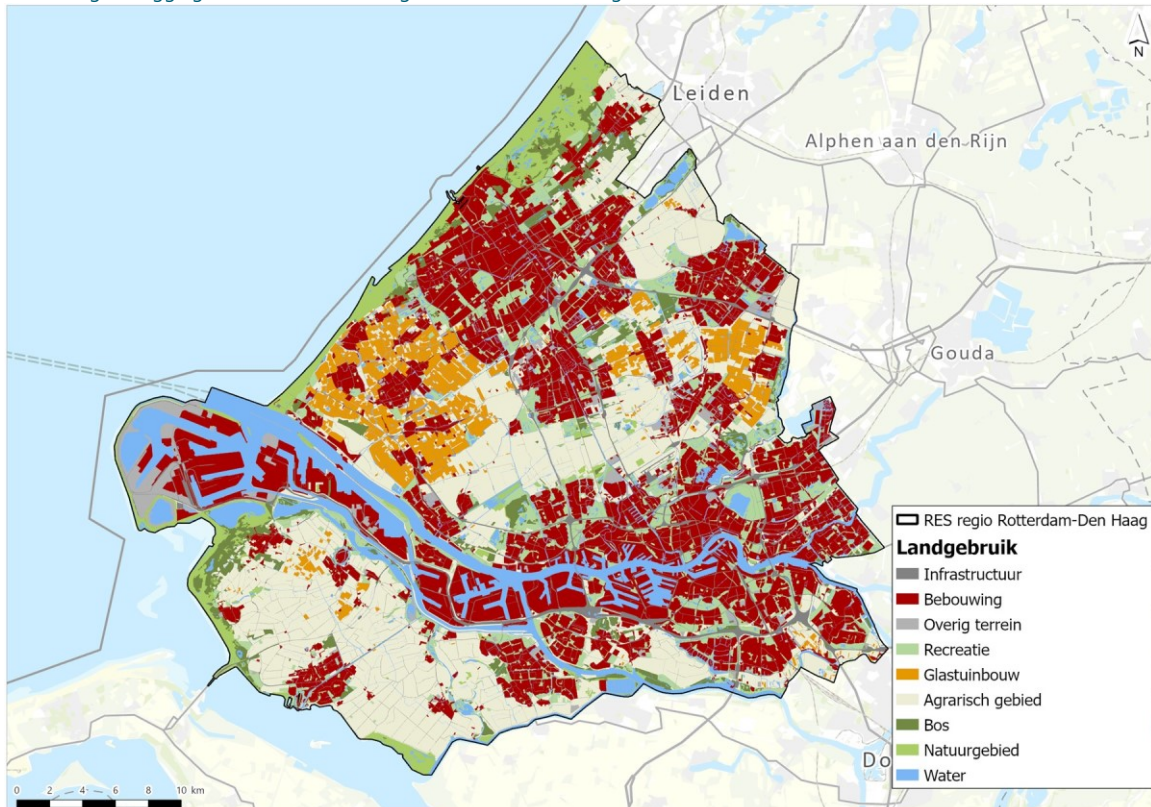 N
Leiden
Alphen aan den Rijn
Gouda
RES regio Rotterdam-Den Haag
Landgebruik
Infrastructuur
Bebouwing
Overig terrein
Recreatie
Glastuinbouw
Agrarisch gebied
Bos
Natuurgebied
Water
Do
0 2 4 6 8 10 km